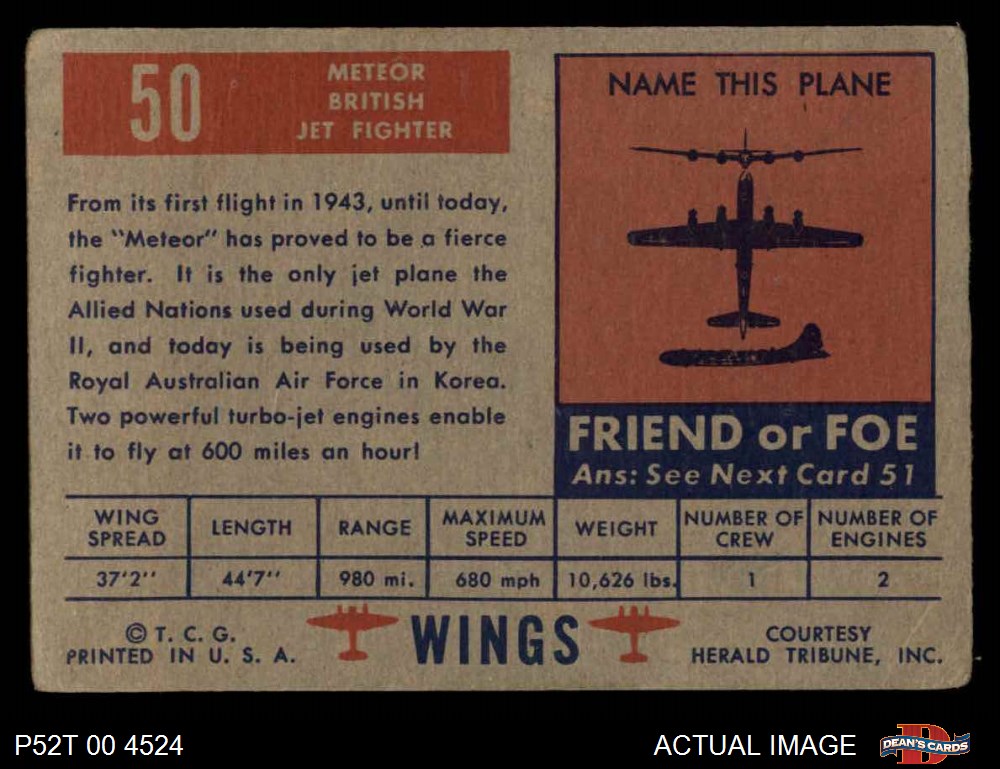 50
METEOR
BRITISH
JET FIGHTER
From its first flight in 1943, until today,
the "Meteor" has proved to be a fierce
fighter. It is the only jet plane the
Allied Nations used during World War
II, and today is being used by the
Royal Australian Air Force in Korea.
Two powerful turbo-jet engines enable
it to fly at 600 miles an hour!
NAME THIS PLANE
FRIEND or FOE
Ans: See Next Card 51
WING SPREAD LENGTH RANGE MAXIMUM SPEED WEIGHT NUMBER OF CREW NUMBER OF ENGINES
37'2" 44'7" 980 mi. 680 mph 10,626 lbs. 1 2
© T. C. G.
PRINTED IN U. S. A.
WINGS
COURTESY
HERALD TRIBUNE, INC.
P52T 00 4524
ACTUAL IMAGE
D
DEAN'S CARDS